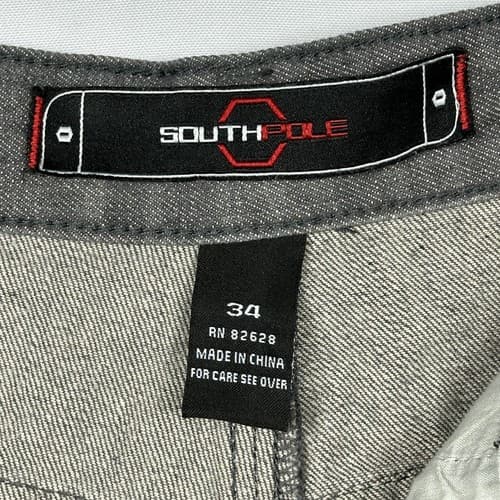 SOUTHPOLE
34
RN 82628
MADE IN CHINA
FOR CARE SEE OVER